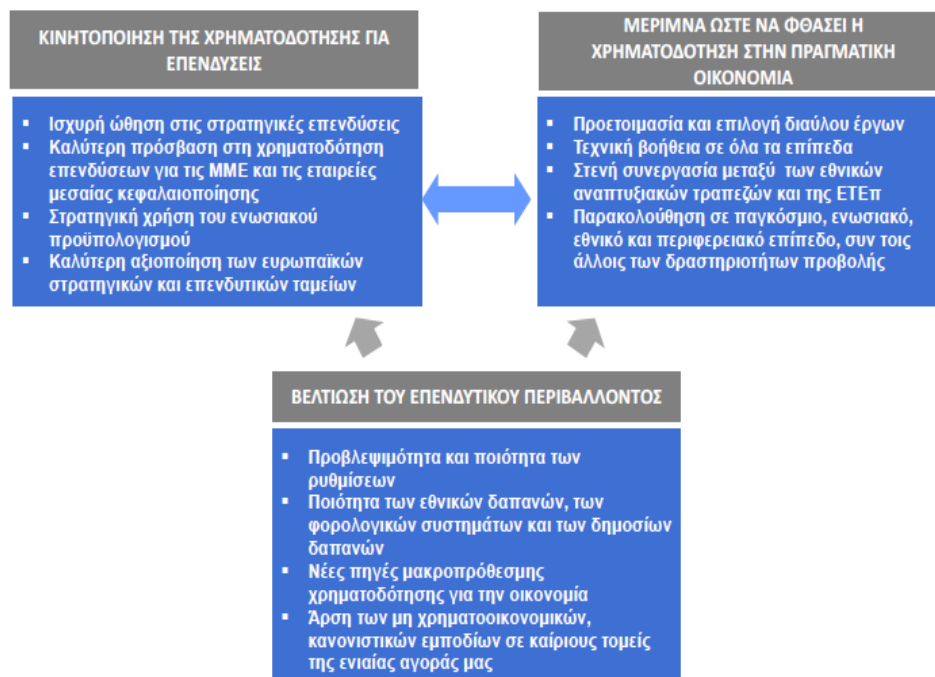 ΚΙΝΗΤΟΠΟΙΗΣΗ ΤΗΣ ΧΡΗΜΑΤΟΔΟΤΗΣΗΣ ΓΙΑ
ΕΠΕΝΔΥΣΕΙΣ
▪ Ισχυρή ώθηση στις στρατηγικές επενδύσεις
▪ Καλύτερη πρόσβαση στη χρηματοδότηση
επενδύσεων για τις ΜΜΕ και τις εταιρείες
μεσαίας κεφαλαιοποίησης
▪ Στρατηγική χρήση του ενωσιακού
προϋπολογισμού
▪ Καλύτερη αξιοποίηση των ευρωπαϊκών
στρατηγικών και επενδυτικών ταμείων
ΜΕΡΙΜΝΑ ΩΣΤΕ ΝΑ ΦΘΑΣΕΙ Η
ΧΡΗΜΑΤΟΔΟΤΗΣΗ ΣΤΗΝ ΠΡΑΓΜΑΤΙΚΗ
ΟΙΚΟΝΟΜΙΑ
▪ Προετοιμασία και επιλογή διαύλου έργων
▪ Τεχνική βοήθεια σε όλα τα επίπεδα
▪ Στενή συνεργασία μεταξύ των εθνικών
αναπτυξιακών τραπεζών και της ΕΤΕπ
▪ Παρακολούθηση σε παγκόσμιο, ενωσιακό,
εθνικό και περιφερειακό επίπεδο, συν τοις
άλλοις των δραστηριοτήτων προβολής
ΒΕΛΤΙΩΣΗ ΤΟΥ ΕΠΕΝΔΥΤΙΚΟΥ ΠΕΡΙΒΑΛΛΟΝΤΟΣ
▪ Προβλεψιμότητα και ποιότητα των
ρυθμίσεων
▪ Ποιότητα των εθνικών δαπανών, των
φορολογικών συστημάτων και των δημοσίων
δαπανών
▪ Νέες πηγές μακροπρόθεσμης
χρηματοδότησης για την οικονομία
▪ Άρση των μη χρηματοοικονομικών,
κανονιστικών εμποδίων σε καίριους τομείς
της ενιαίας αγοράς μας